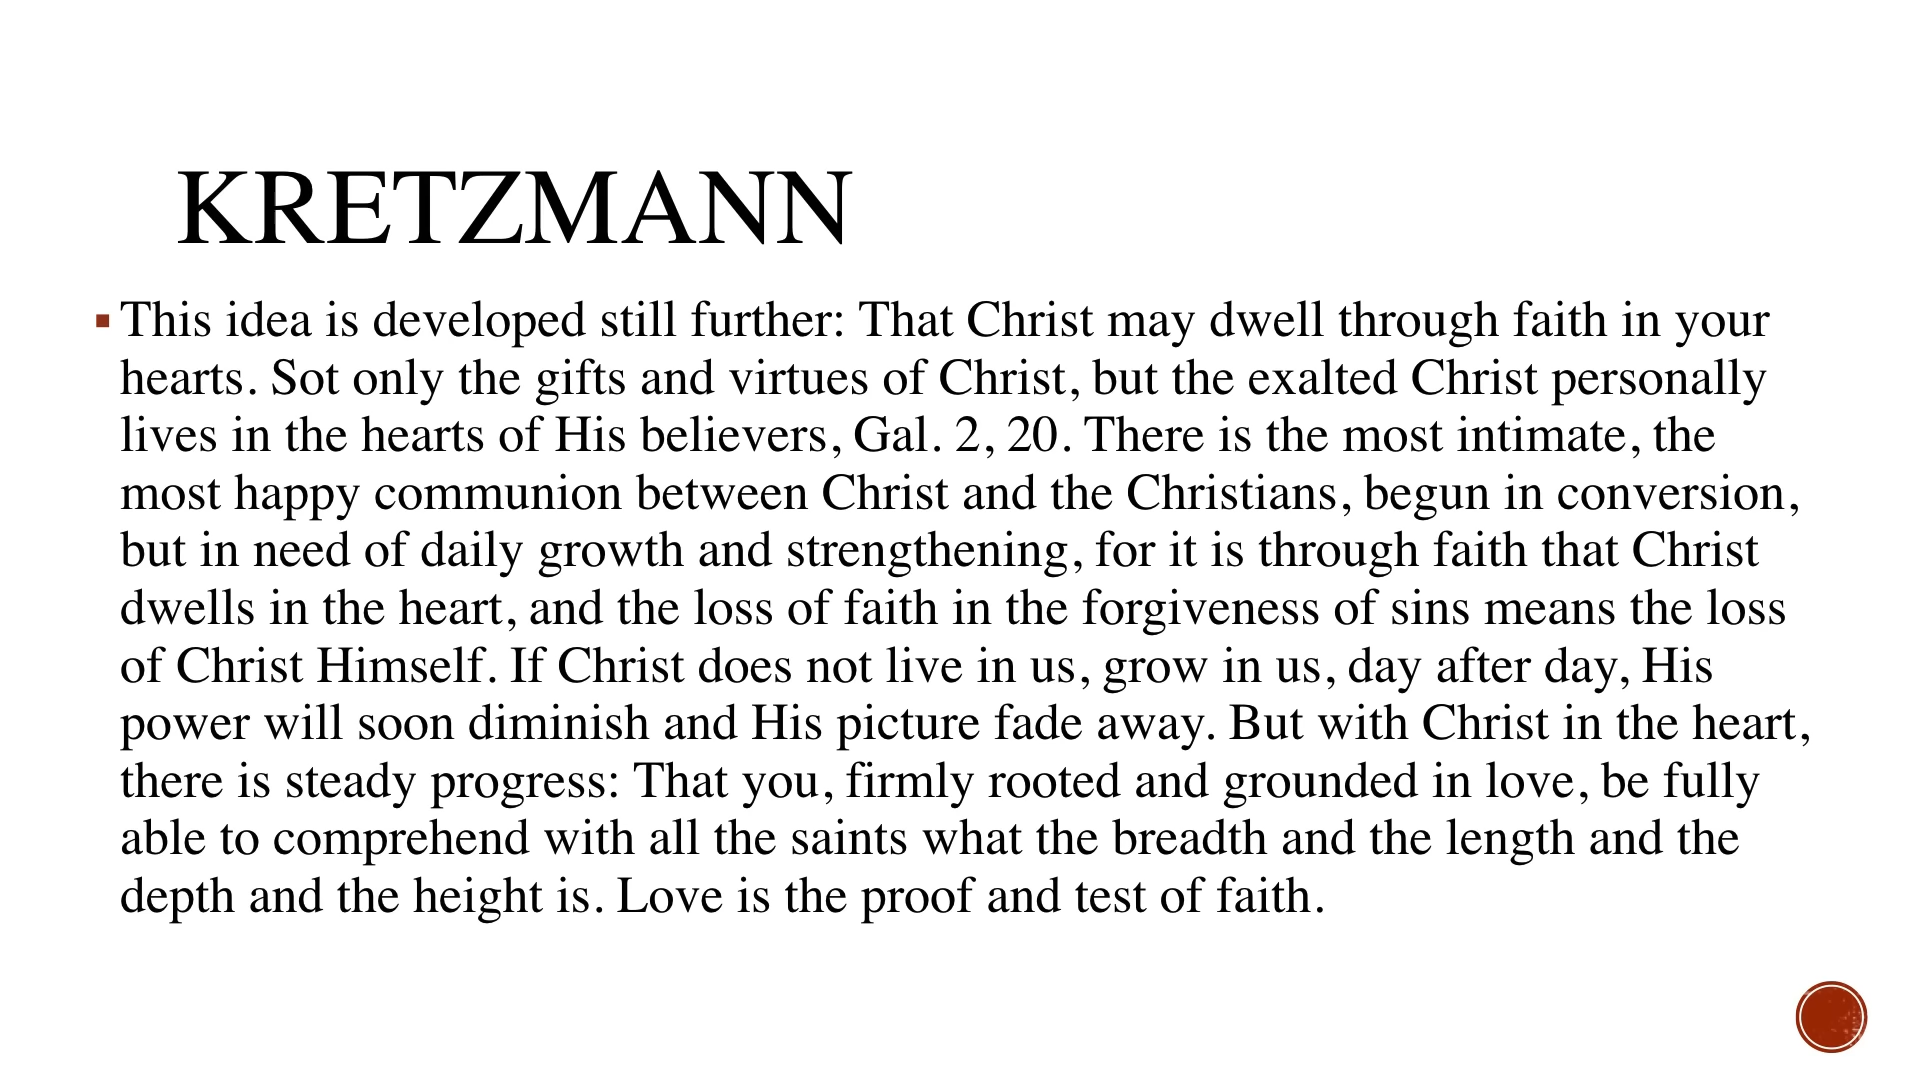 KRETZMANN
▪ This idea is developed still further: That Christ may dwell through faith in your
hearts. Sot only the gifts and virtues of Christ, but the exalted Christ personally
lives in the hearts of His believers, Gal. 2, 20. There is the most intimate, the
most happy communion between Christ and the Christians, begun in conversion,
but in need of daily growth and strengthening, for it is through faith that Christ
dwells in the heart, and the loss of faith in the forgiveness of sins means the loss
of Christ Himself. If Christ does not live in us, grow in us, day after day, His
power will soon diminish and His picture fade away. But with Christ in the heart,
there is steady progress: That you, firmly rooted and grounded in love, be fully
able to comprehend with all the saints what the breadth and the length and the
depth and the height is. Love is the proof and test of faith.